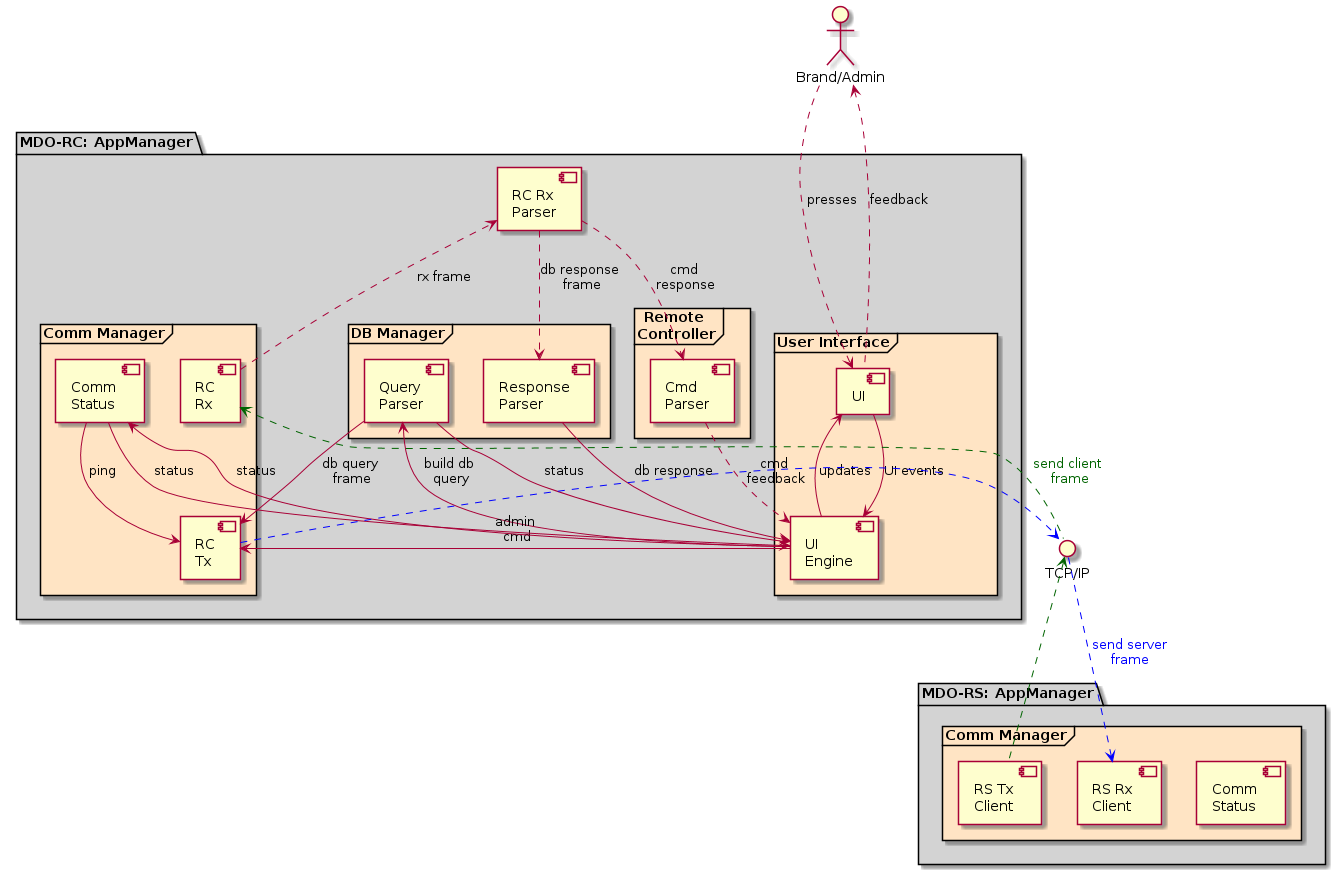 Brand/Admin
MDO-RC: AppManager
RC Rx
Parser
presses
feedback
rx frame
db response
frame
cmd
response
Comm Manager
DB Manager
Remote
Controller
User Interface
Comm
Status
RC
Rx
Query
Parser
Response
Parser
Cmd
Parser
UI
ping
status
status
db query
frame
build db
query
status
db response
cmd
feedback
updates
UI events
send client
frame
RC
Tx
admin
cmd
UI
Engine
TCP/IP
send server
frame
MDO-RS: AppManager
Comm Manager
RS Tx
Client
RS Rx
Client
Comm
Status